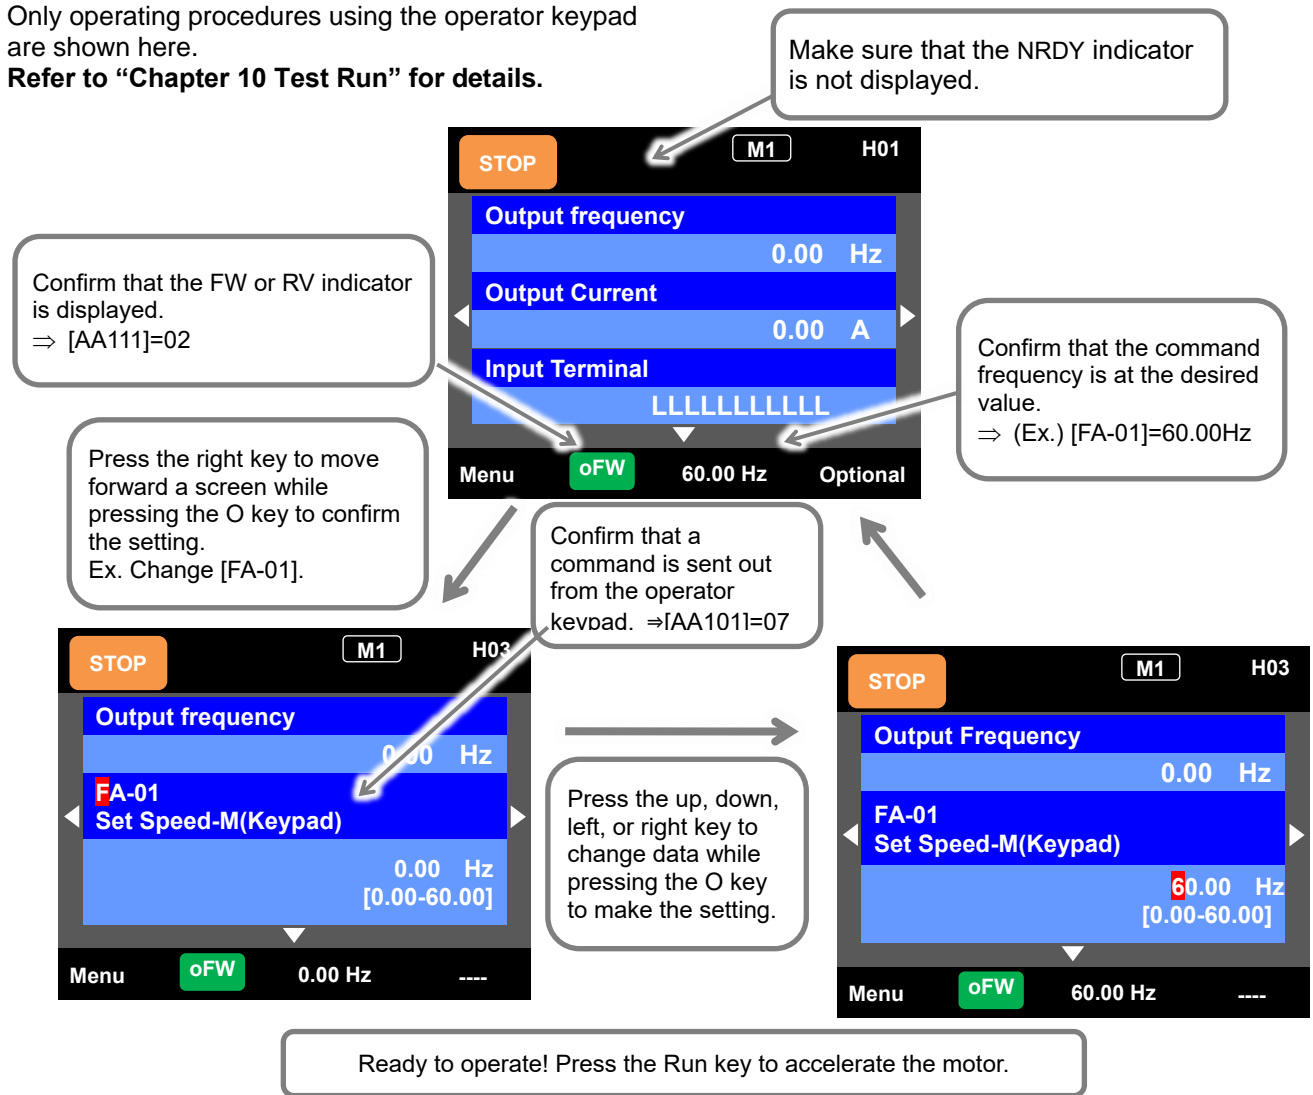 Only operating procedures using the operator keypad
are shown here.
Refer to “Chapter 10 Test Run” for details.
Make sure that the NRDY indicator
is not displayed.
STOP
M1
H01
Output frequency
0.00 Hz
Output Current
0.00 A
Input Terminal
LLLLLLLLLLL
Menu
oFW
60.00 Hz
Optional
Confirm that the FW or RV indicator
is displayed.
⇒ [AA111]=02
Confirm that the command
frequency is at the desired
value.
⇒ (Ex.) [FA-01]=60.00Hz
Press the right key to move
forward a screen while
pressing the O key to confirm
the setting.
Ex. Change [FA-01].
Confirm that a
command is sent out
from the operator
keypad. ⇒[AA101]=07
STOP
M1
H03
Output frequency
0.00 Hz
FA-01
Set Speed-M(Keypad)
0.00 Hz
[0.00-60.00]
Menu
oFW
0.00 Hz
----
Press the up, down,
left, or right key to
change data while
pressing the O key
to make the setting.
STOP
M1
H03
Output Frequency
0.00 Hz
FA-01
Set Speed-M(Keypad)
60.00 Hz
[0.00-60.00]
Menu
oFW
60.00 Hz
----
Ready to operate! Press the Run key to accelerate the motor.